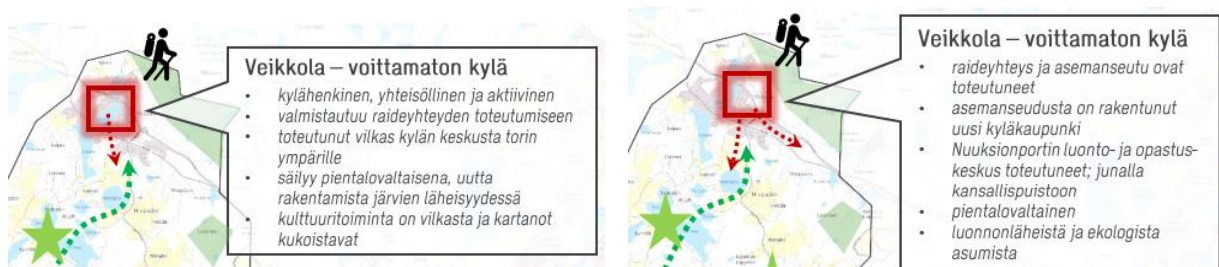 Veikkola – voittamaton kylä
• kylähenkinen, yhteisöllinen ja aktiivinen
• valmistautuu raideyhteyden toteutumiseen
• toteutunut vilkas kylän keskusta torin
ympärille
• säilyy pientalovaltaisena, uutta
rakentamista järvien läheisyydessä
• kulttuuritoiminta on vilkasta ja kartanot
kukoistavat
Veikkola – voittamaton kylä
• raideyhteys ja asemanseutu ovat
toteutuneet
• asemanseudusta on rakentunut
uusi kyläkaupunki
• Nuuksionportin luonto- ja opastus-
keskus toteutuneet; junalla
kansallispuistoon
• pientalovaltainen
• luonnonläheistä ja ekologista
asumista